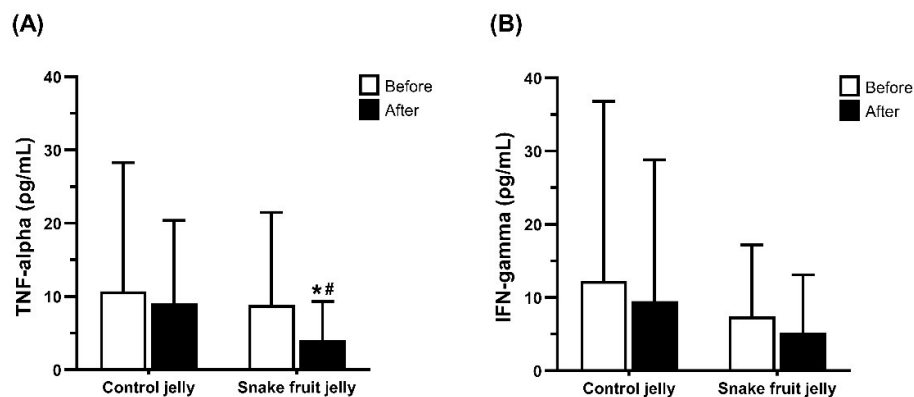 (A)
TNF-alpha (pg/mL)
40
30
20
10
0
Before
After
*#
Control jelly
Snake fruit jelly
(B)
IFN-gamma (pg/mL)
40
30
20
10
0
Before
After
Control jelly
Snake fruit jelly